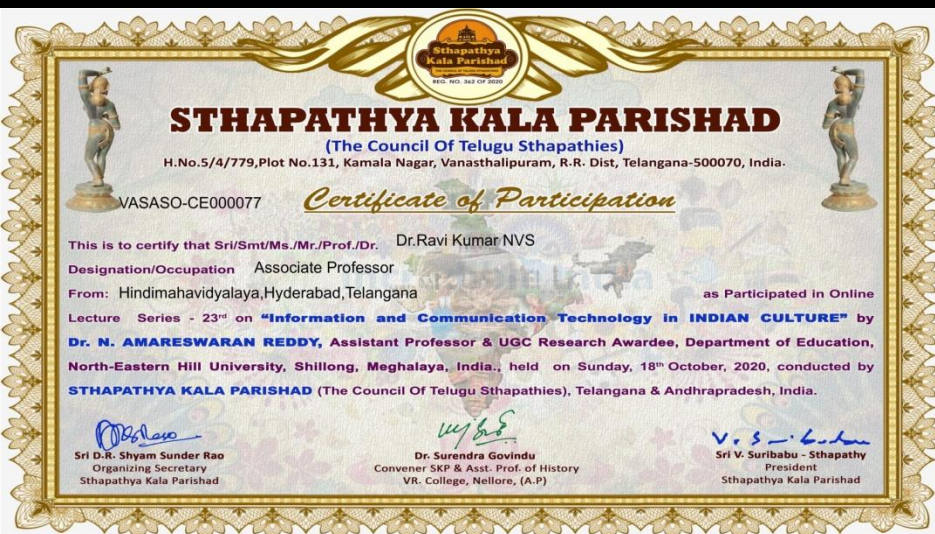 Sthapathya
Kala Parishad
THE COUNCIL OF TELUGU STHAPATHIES
REG. NO. 362 OF 2020
STHAPATHYA KALA PARISHAD
(The Council Of Telugu Sthapathies)
H.No.5/4/779,Plot No.131, Kamala Nagar, Vanasthalipuram, R.R. Dist, Telangana-500070, India.
VASASO-CE000077 Certificate of Participation
This is to certify that Sri/Smt/Ms./Mr./Prof./Dr. Dr.Ravi Kumar NVS
Designation/Occupation Associate Professor
From: Hindimahavidyalaya,Hyderabad,Telangana as Participated in Online
Lecture Series - 23rd on “Information and Communication Technology in INDIAN CULTURE” by
Dr. N. AMARESWARAN REDDY, Assistant Professor & UGC Research Awardee, Department of Education,
North-Eastern Hill University, Shillong, Meghalaya, India., held on Sunday, 18th October, 2020, conducted by
STHAPATHYA KALA PARISHAD (The Council Of Telugu Sthapathies), Telangana & Andhrapradesh, India.
Sri D.R. Shyam Sunder Rao
Organizing Secretary
Sthapathya Kala Parishad
Dr. Surendra Govindu
Convener SKP & Asst. Prof. of History
VR. College, Nellore, (A.P)
Sri V. Suribabu - Sthapathy
President
Sthapathya Kala Parishad